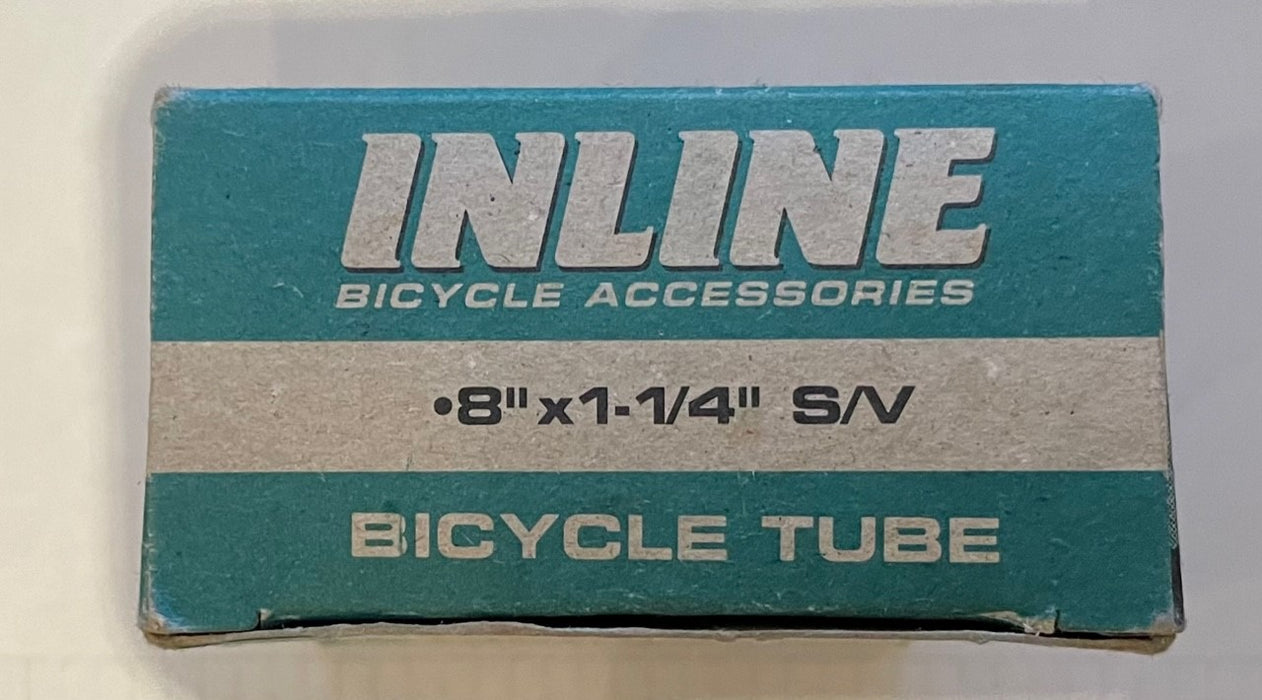 INLINE
BICYCLE ACCESSORIES
•8"x1-1/4" S/V
BICYCLE TUBE